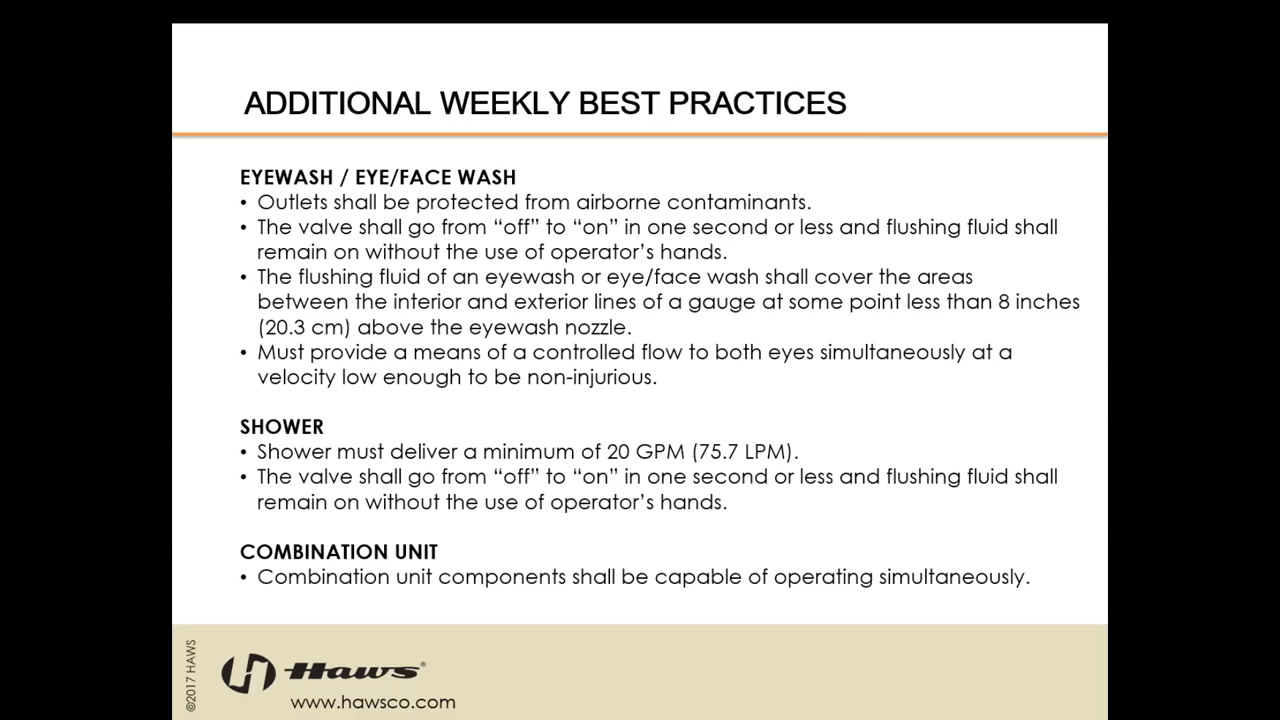 ADDITIONAL WEEKLY BEST PRACTICES
EYEWASH / EYE/FACE WASH
• Outlets shall be protected from airborne contaminants.
• The valve shall go from “off” to “on” in one second or less and flushing fluid shall
remain on without the use of operator’s hands.
• The flushing fluid of an eyewash or eye/face wash shall cover the areas
between the interior and exterior lines of a gauge at some point less than 8 inches
(20.3 cm) above the eyewash nozzle.
• Must provide a means of a controlled flow to both eyes simultaneously at a
velocity low enough to be non-injurious.
SHOWER
• Shower must deliver a minimum of 20 GPM (75.7 LPM).
• The valve shall go from “off” to “on” in one second or less and flushing fluid shall
remain on without the use of operator’s hands.
COMBINATION UNIT
• Combination unit components shall be capable of operating simultaneously.
©2017 HAWS
Haws®
www.hawsco.com